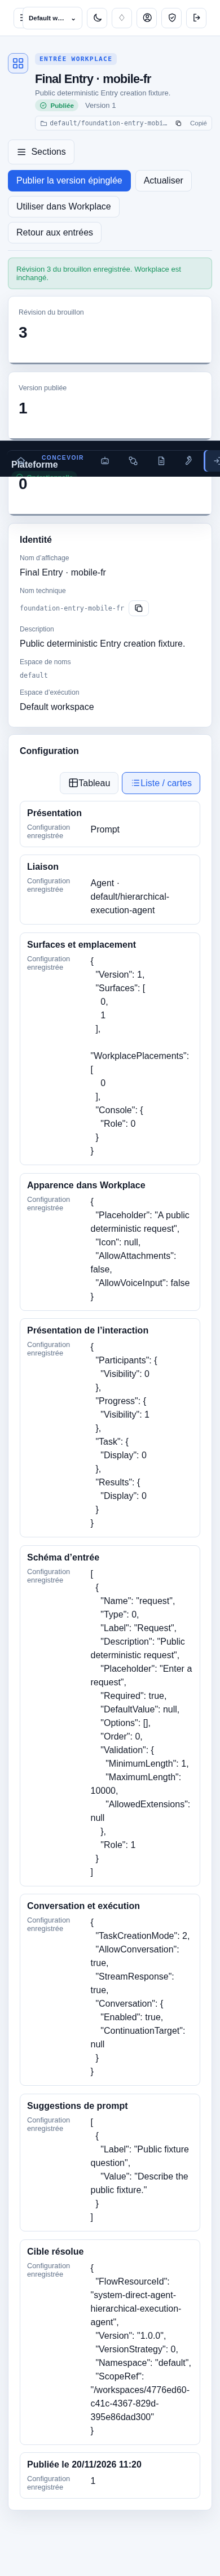 Default w... 
ENTRÉE WORKPLACE
Final Entry · mobile-fr
Public deterministic Entry creation fixture.
Publiée Version 1
default/foundation-entry-mobi… Copié
Sections
Publier la version épinglée
Actualiser
Utiliser dans Workplace
Retour aux entrées
Révision 3 du brouillon enregistrée. Workplace est
inchangé.
Révision du brouillon
3
Version publiée
1
CONCEVOIR
Plateforme
0
Identité
Nom d'affichage
Final Entry · mobile-fr
Nom technique
foundation-entry-mobile-fr
Description
Public deterministic Entry creation fixture.
Espace de noms
default
Espace d'exécution
Default workspace
Configuration
Tableau
Liste / cartes
Présentation
Configuration
enregistrée
Prompt
Liaison
Configuration
enregistrée
Agent ·
default/hierarchical-
execution-agent
Surfaces et emplacement
Configuration
enregistrée
{
"Version": 1,
"Surfaces": [
0,
1
],
"WorkplacePlacements":
[
0
],
"Console": {
"Role": 0
}
}
Apparence dans Workplace
Configuration
enregistrée
{
"Placeholder": "A public
deterministic request",
"Icon": null,
"AllowAttachments":
false,
"AllowVoiceInput": false
}
Présentation de l'interaction
Configuration
enregistrée
{
"Participants": {
"Visibility": 0
},
"Progress": {
"Visibility": 1
},
"Task": {
"Display": 0
},
"Results": {
"Display": 0
}
}
Schéma d'entrée
Configuration
enregistrée
[
{
"Name": "request",
"Type": 0,
"Label": "Request",
"Description": "Public
deterministic request",
"Placeholder": "Enter a
request",
"Required": true,
"DefaultValue": null,
"Options": [],
"Order": 0,
"Validation": {
"MinimumLength": 1,
"MaximumLength":
10000,
"AllowedExtensions":
null
},
"Role": 1
}
]
Conversation et exécution
Configuration
enregistrée
{
"TaskCreationMode": 2,
"AllowConversation":
true,
"StreamResponse":
true,
"Conversation": {
"Enabled": true,
"ContinuationTarget":
null
}
}
Suggestions de prompt
Configuration
enregistrée
[
{
"Label": "Public fixture
question",
"Value": "Describe the
public fixture."
}
]
Cible résolue
Configuration
enregistrée
{
"FlowResourceId":
"system-direct-agent-
hierarchical-execution-
agent",
"Version": "1.0.0",
"VersionStrategy": 0,
"Namespace": "default",
"ScopeRef":
"/workspaces/4776ed60-
c41c-4367-829d-
395e86dad300"
}
Publiée le 20/11/2026 11:20
Configuration
enregistrée
1